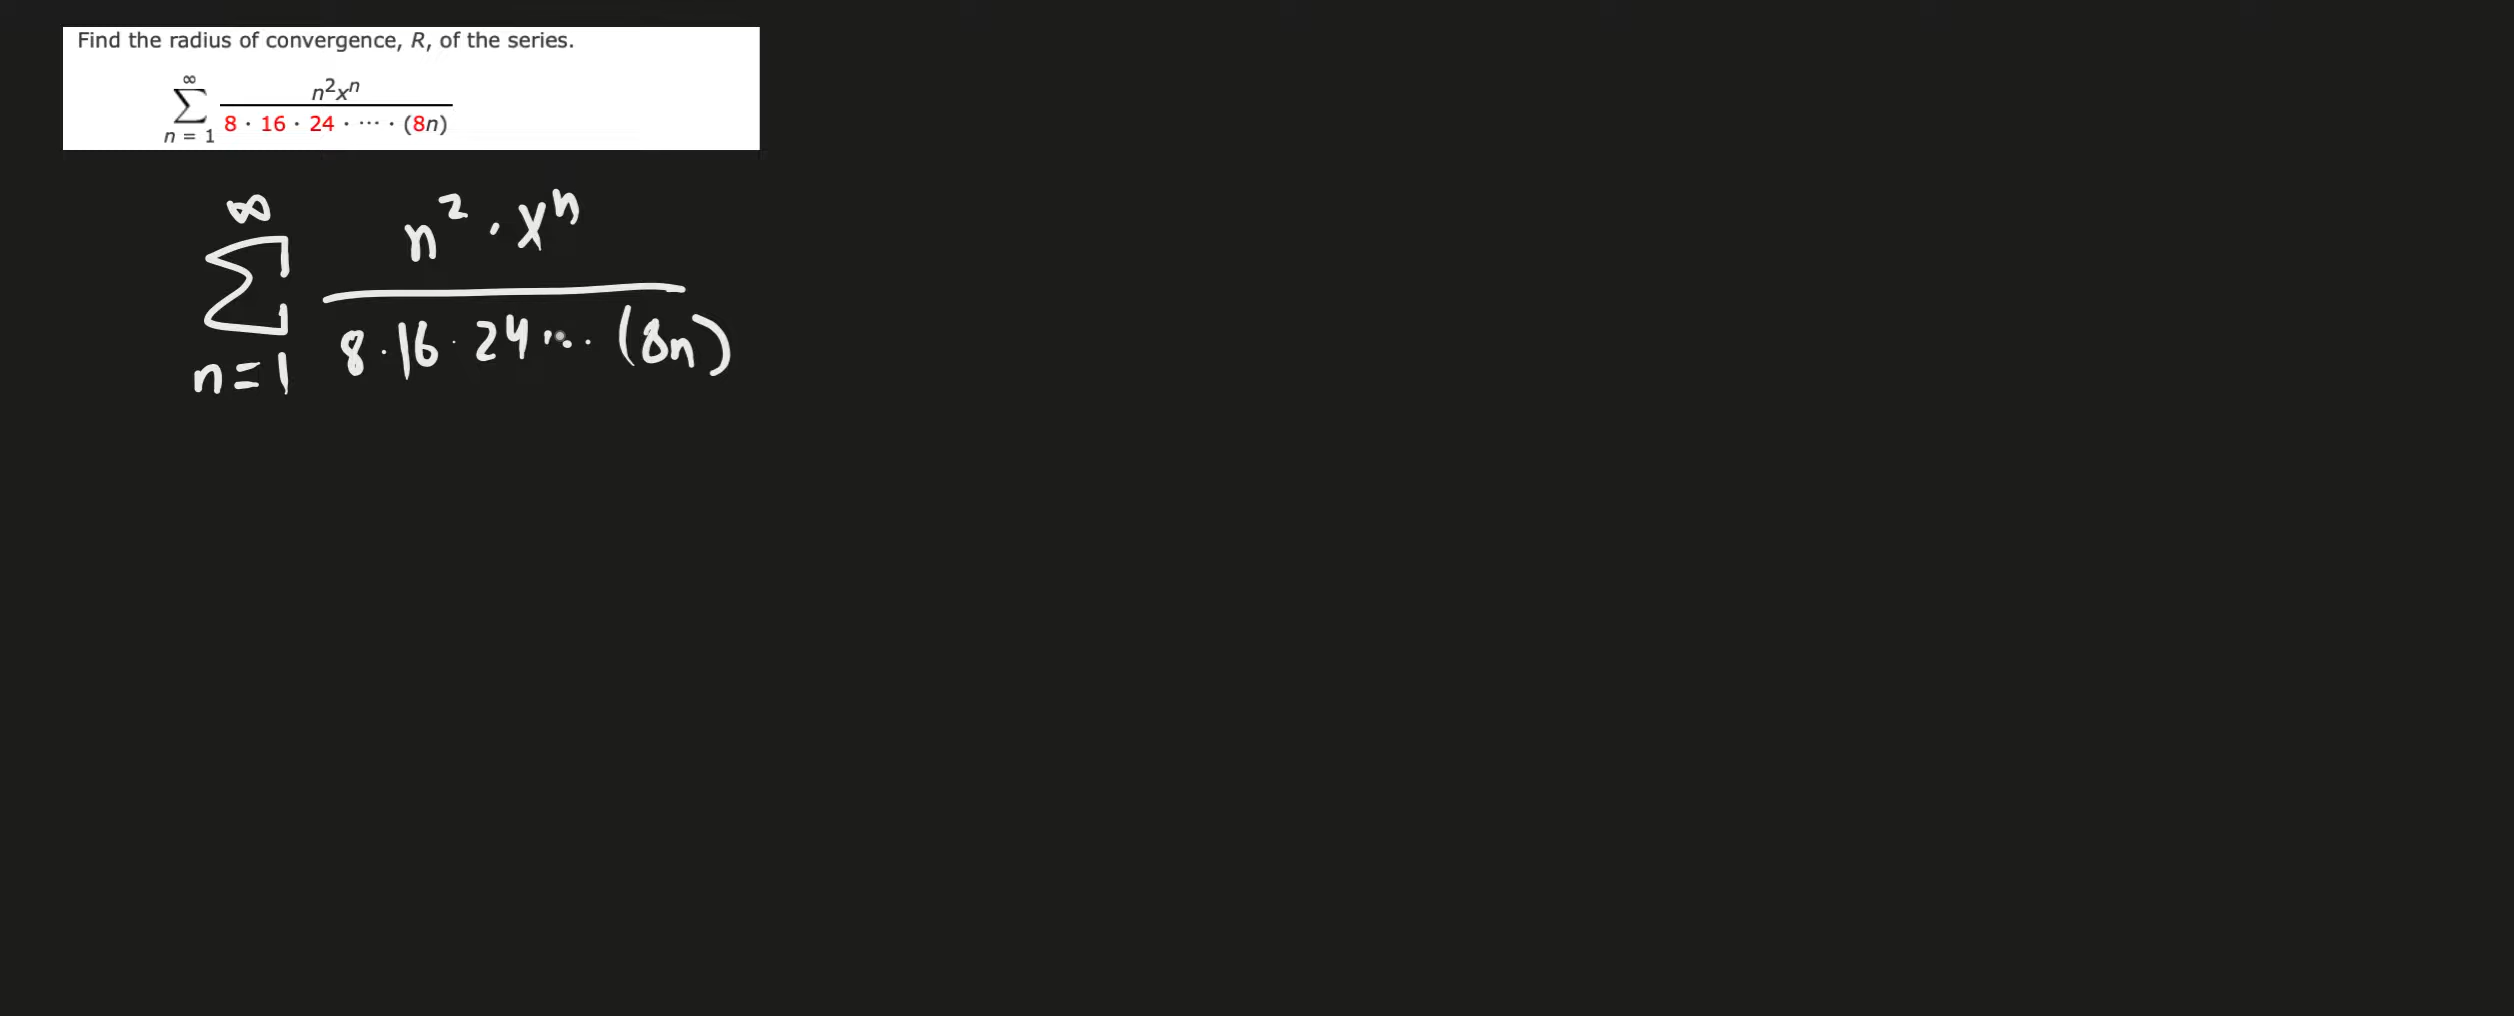 Find the radius of convergence, R, of the series.
∞
n²xⁿ
Σ
8 · 16 · 24 · ··· · (8n)
n = 1
∞
n² · xⁿ
Σ
8 · 16 · 24 ··· · (8n)
n=1